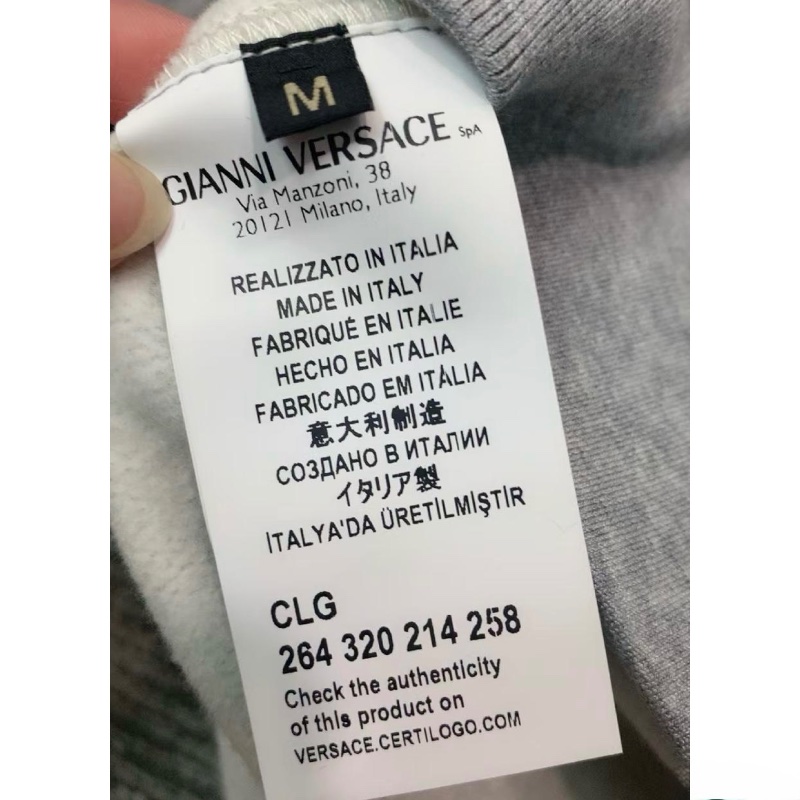 M
GIANNI VERSACE SpA
Via Manzoni, 38
20121 Milano, Italy
REALIZZATO IN ITALIA
MADE IN ITALY
FABRIQUÉ EN ITALIE
HECHO EN ITALIA
FABRICADO EM ITÁLIA
意大利制造
СОЗДАНО В ИТАЛИИ
イタリア製
İTALYA'DA ÜRETİLMİŞTİR
CLG
264 320 214 258
Check the authenticity
of this product on
VERSACE.CERTILOGO.COM